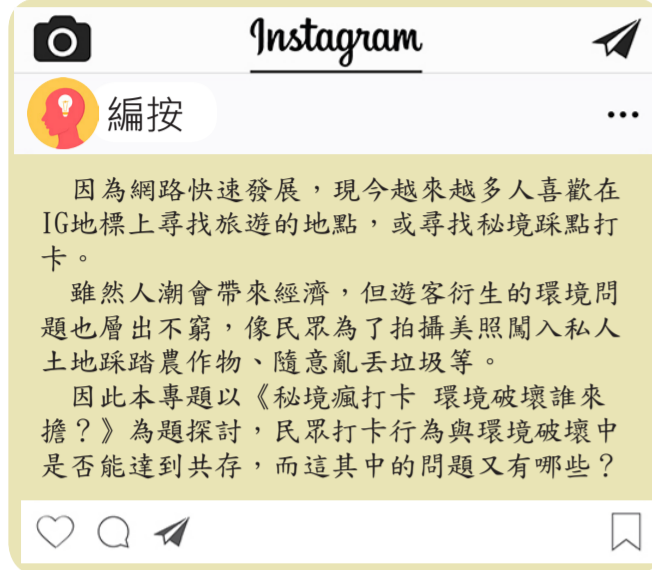 Instagram
編按
因為網路快速發展，現今越來越多人喜歡在
IG地標上尋找旅遊的地點，或尋找秘境踩點打
卡。
雖然人潮會帶來經濟，但遊客衍生的環境問
題也層出不窮，像民眾為了拍攝美照闖入私人
土地踩踏農作物、隨意亂丟垃圾等。
因此本專題以《秘境瘋打卡 環境破壞誰來
擔？》為題探討，民眾打卡行為與環境破壞中
是否能達到共存，而這其中的問題又有哪些？